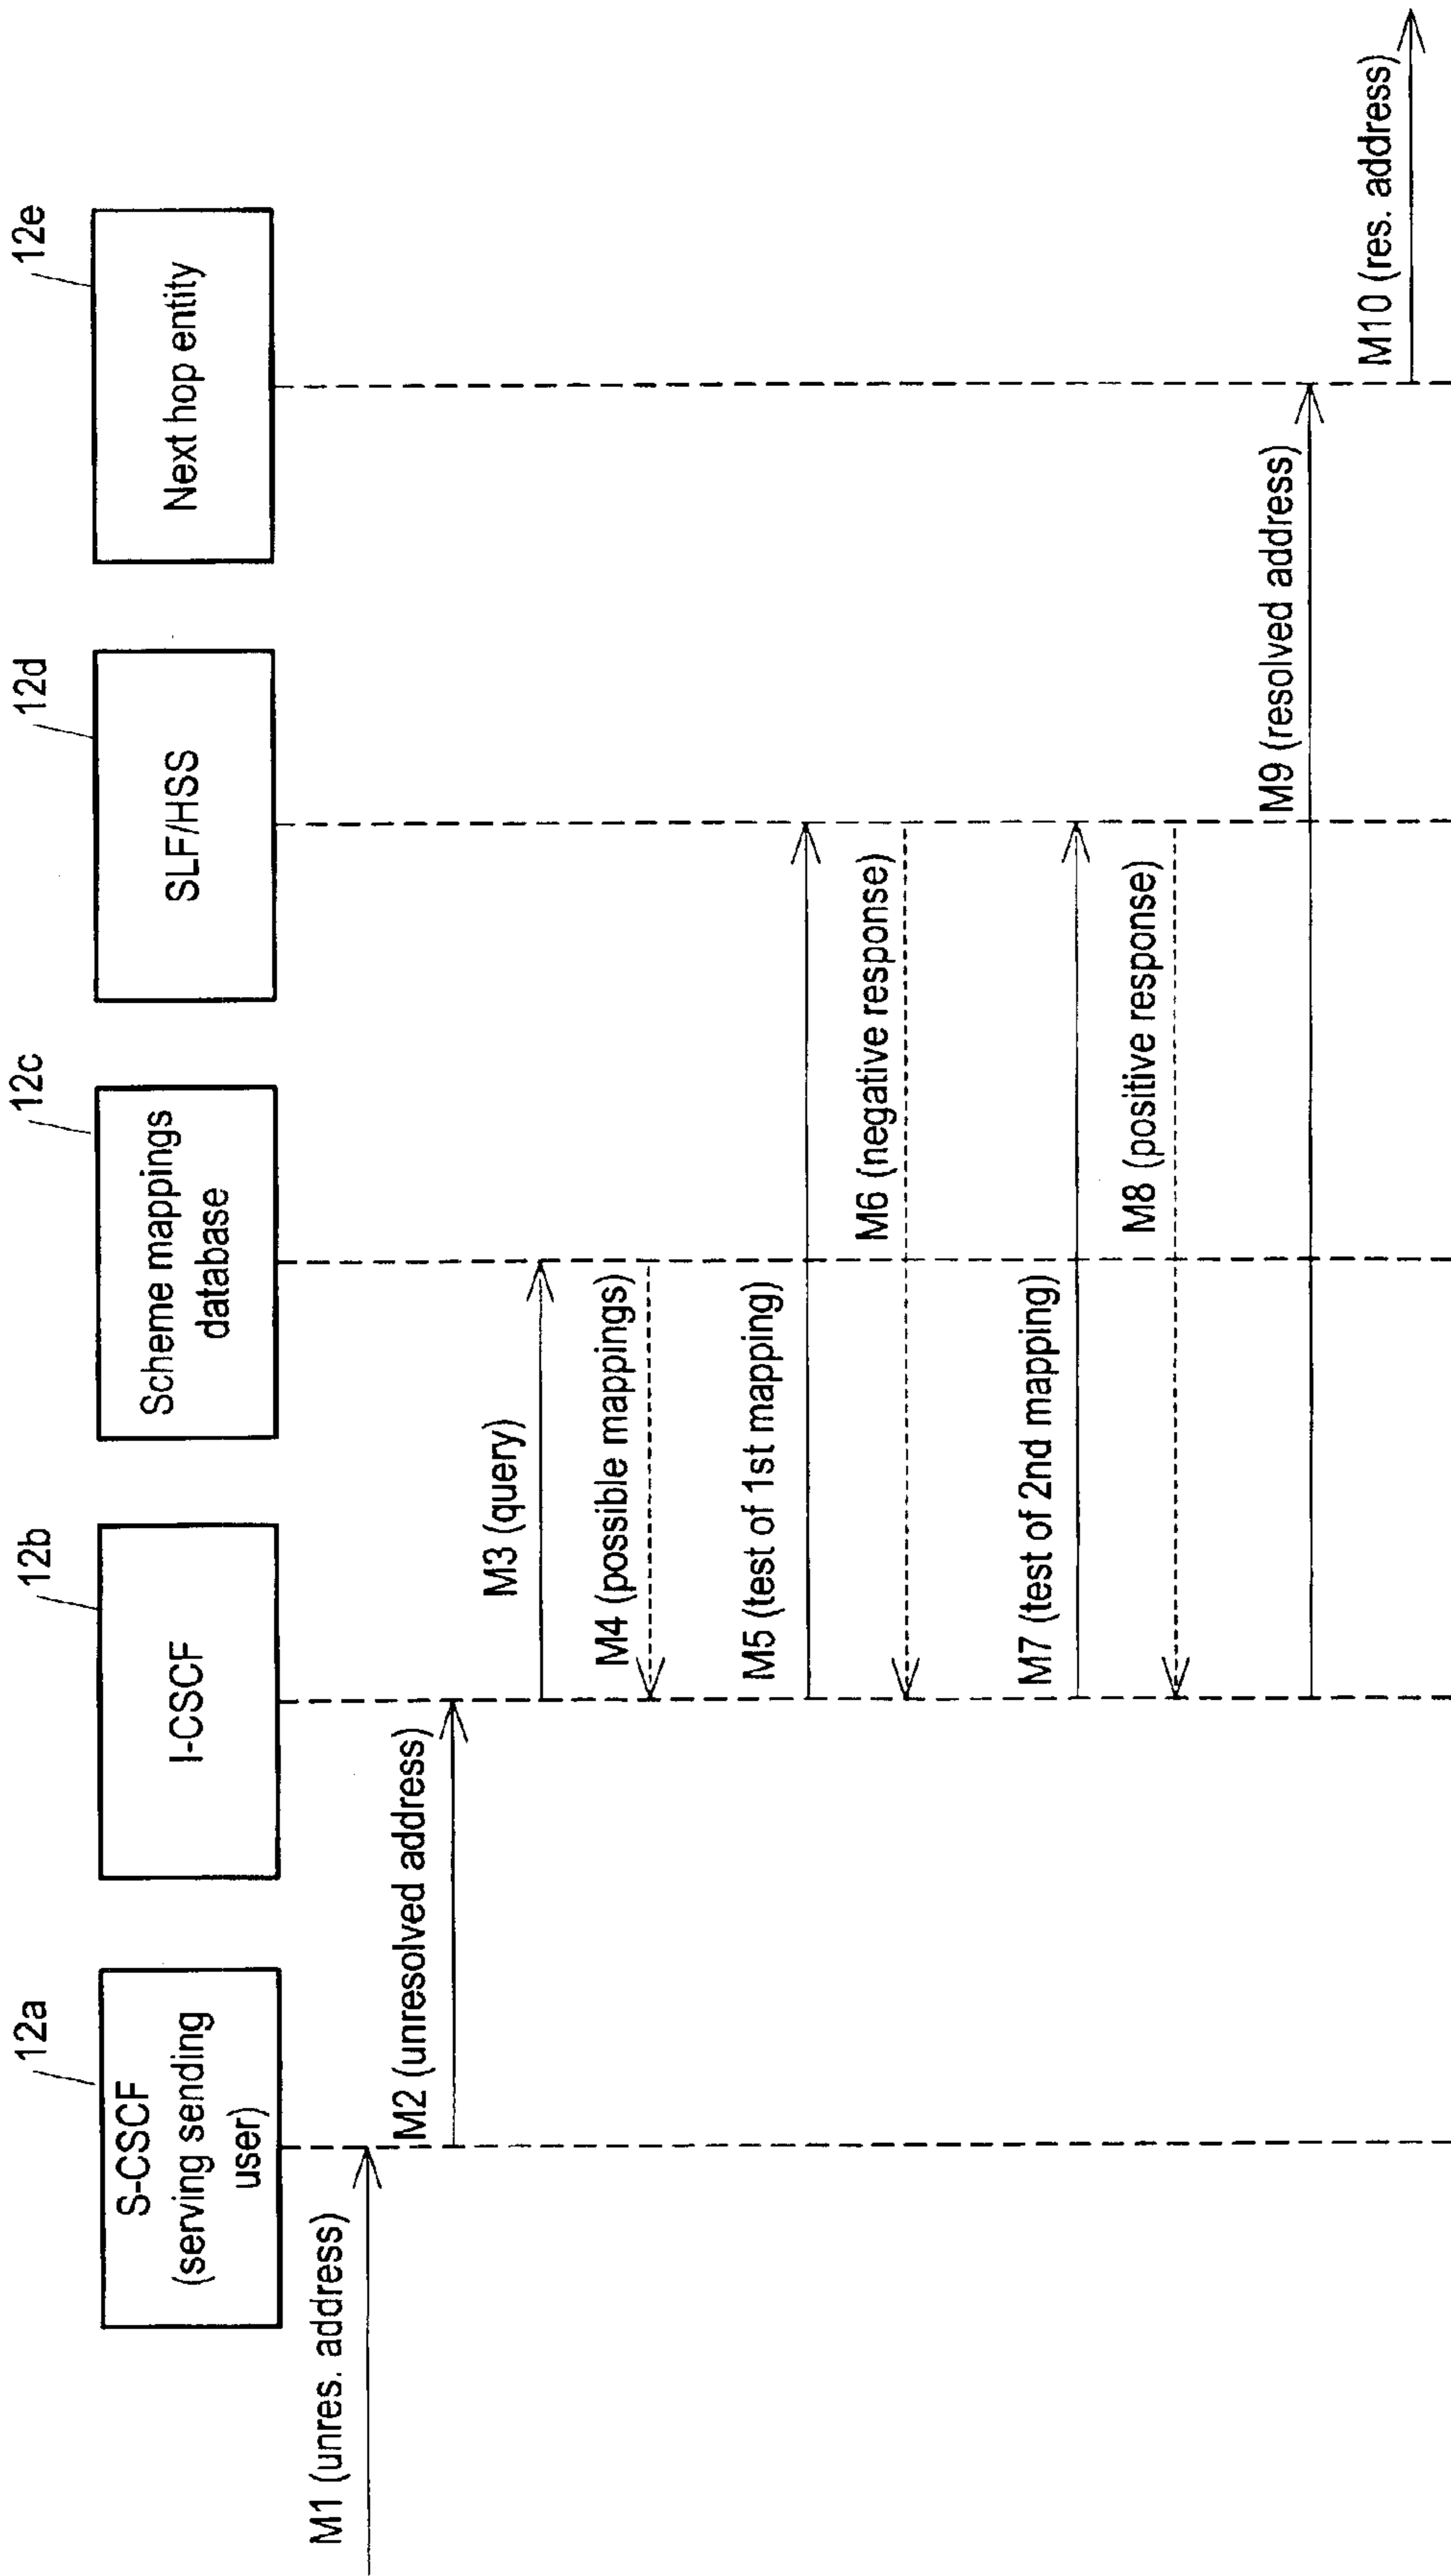 12a
S-CSCF
(serving sending
user)
12b
I-CSCF
12c
Scheme mappings
database
12d
SLF/HSS
12e
Next hop entity
M1 (unres. address)
M2 (unresolved address)
M3 (query)
M4 (possible mappings)
M5 (test of 1st mapping)
M6 (negative response)
M7 (test of 2nd mapping)
M8 (positive response)
M9 (resolved address)
M10 (res. address)